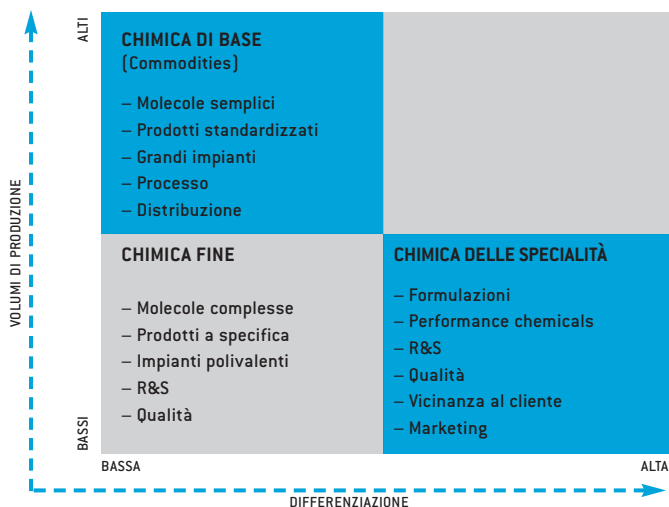 ALTI
CHIMICA DI BASE
(Commodities)
– Molecole semplici
– Prodotti standardizzati
– Grandi impianti
– Processo
– Distribuzione
VOLUMI DI PRODUZIONE
CHIMICA FINE
– Molecole complesse
– Prodotti a specifica
– Impianti polivalenti
– R&S
– Qualità
CHIMICA DELLE SPECIALITÀ
– Formulazioni
– Performance chemicals
– R&S
– Qualità
– Vicinanza al cliente
– Marketing
BASSI
BASSA
ALTA
DIFFERENZIAZIONE